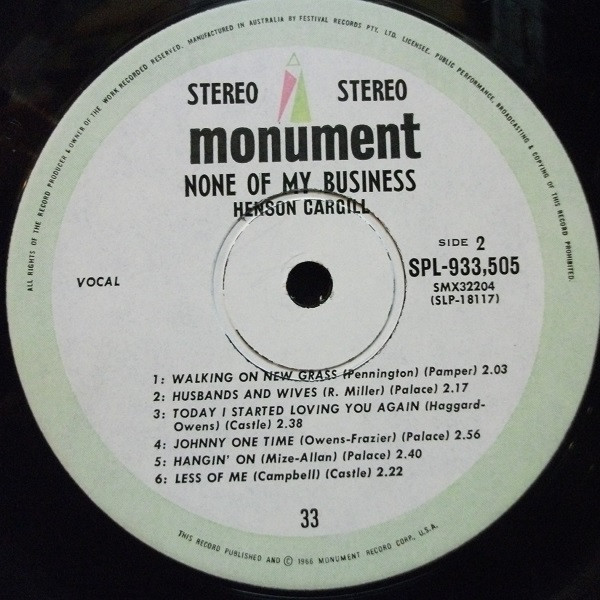 ALL RIGHTS OF THE RECORD PRODUCER & OWNER OF THE WORK RECORDED RESERVED. MANUFACTURED IN AUSTRALIA BY FESTIVAL RECORDS PTY. LTD. LICENSEE. PUBLIC PERFORMANCE, BROADCASTING & COPYING OF THIS RECORD PROHIBITED.
STEREO STEREO
monument
NONE OF MY BUSINESS
HENSON CARGILL
SIDE 2
SPL-933,505
VOCAL
SMX32204
(SLP-18117)
1: WALKING ON NEW GRASS (Pennington) (Pamper) 2.03
2: HUSBANDS AND WIVES (R. Miller) (Palace) 2.17
3: TODAY I STARTED LOVING YOU AGAIN (Haggard-
Owens) (Castle) 2.38
4: JOHNNY ONE TIME (Owens-Frazier) (Palace) 2.56
5: HANGIN' ON (Mize-Allan) (Palace) 2.40
6: LESS OF ME (Campbell) (Castle) 2.22
33
THIS RECORD PUBLISHED AND © 1966 MONUMENT RECORD CORP., U.S.A.